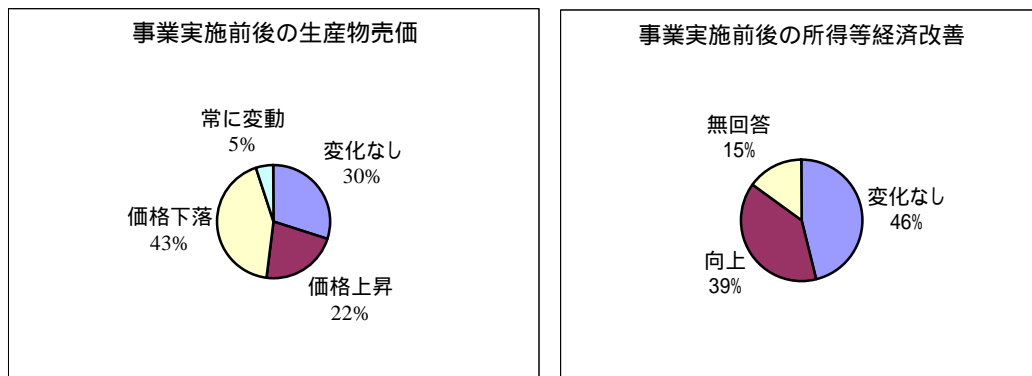 事業実施前後の生産物売価
常に変動
5%
変化なし
30%
価格下落
43%
価格上昇
22%
事業実施前後の所得等経済改善
無回答
15%
変化なし
46%
向上
39%